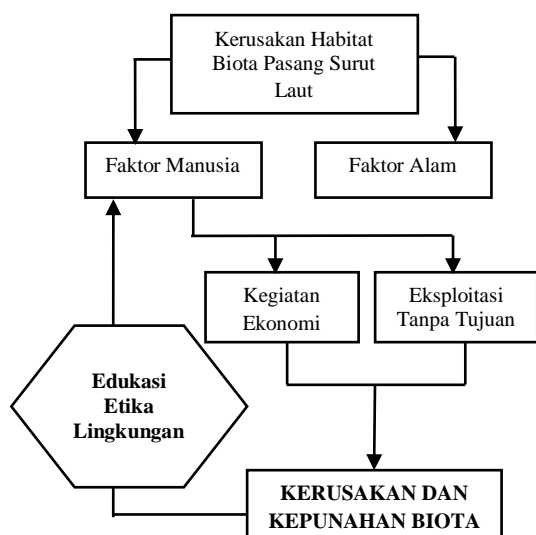 Kerusakan Habitat
Biota Pasang Surut
Laut
Faktor Manusia
Faktor Alam
Kegiatan
Ekonomi
Eksploitasi
Tanpa Tujuan
Edukasi
Etika
Lingkungan
KERUSAKAN DAN
KEPUNAHAN BIOTA